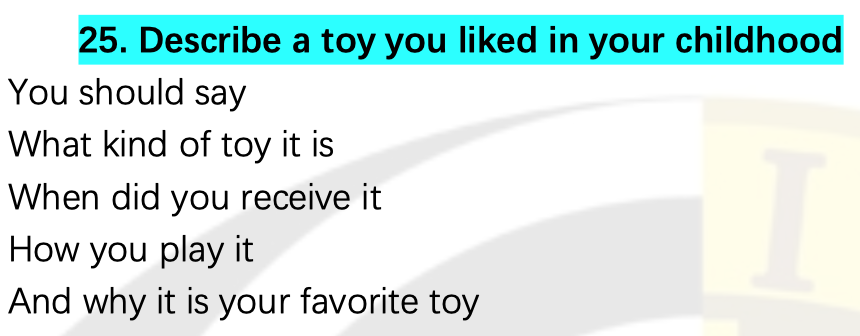 25. Describe a toy you liked in your childhood
You should say
What kind of toy it is
When did you receive it
How you play it
And why it is your favorite toy
I